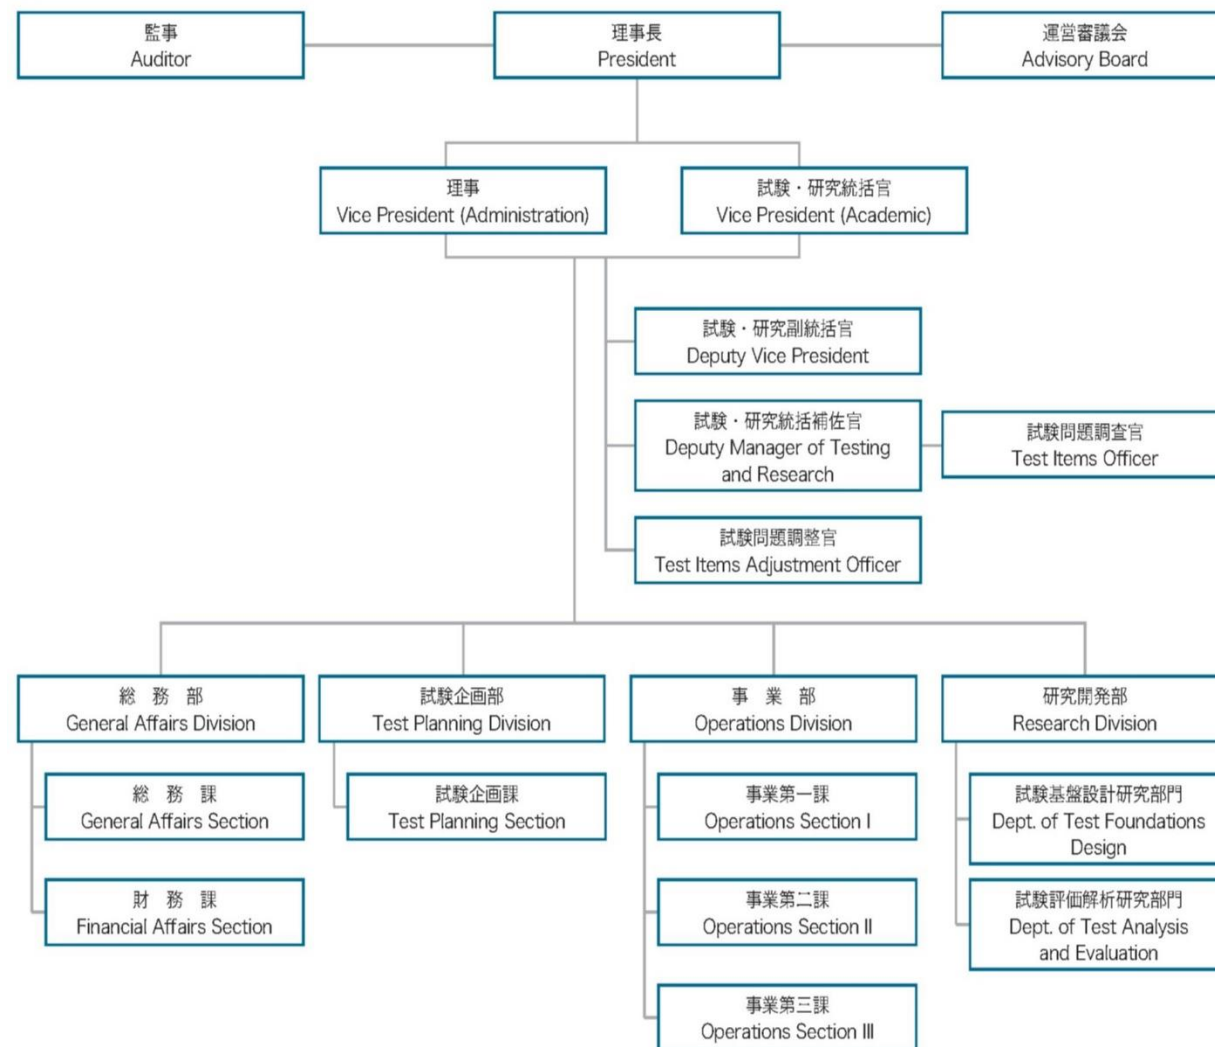 監事
Auditor
理事長
President
運営審議会
Advisory Board
理事
Vice President (Administration)
試験・研究統括官
Vice President (Academic)
試験・研究副統括官
Deputy Vice President
試験・研究統括補佐官
Deputy Manager of Testing
and Research
試験問題調査官
Test Items Officer
試験問題調整官
Test Items Adjustment Officer
総　務　部
General Affairs Division
試験企画部
Test Planning Division
事　業　部
Operations Division
研究開発部
Research Division
総　務　課
General Affairs Section
試験企画課
Test Planning Section
事業第一課
Operations Section I
試験基盤設計研究部門
Dept. of Test Foundations
Design
財　務　課
Financial Affairs Section
事業第二課
Operations Section II
試験評価解析研究部門
Dept. of Test Analysis
and Evaluation
事業第三課
Operations Section III